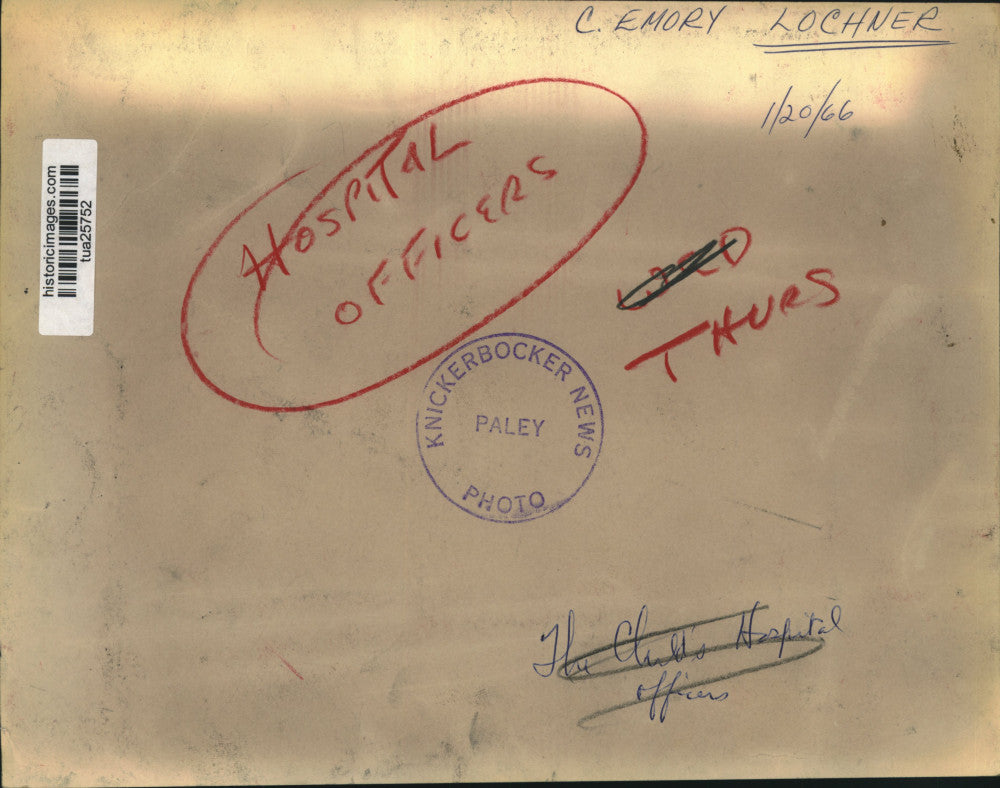 C. EMORY LOCHNER
1/20/66
HOSPITAL
OFFICERS
THURS
historicimages.com
tua25752
KNICKERBOCKER NEWS
PALEY
PHOTO
The Child's Hospital
officers